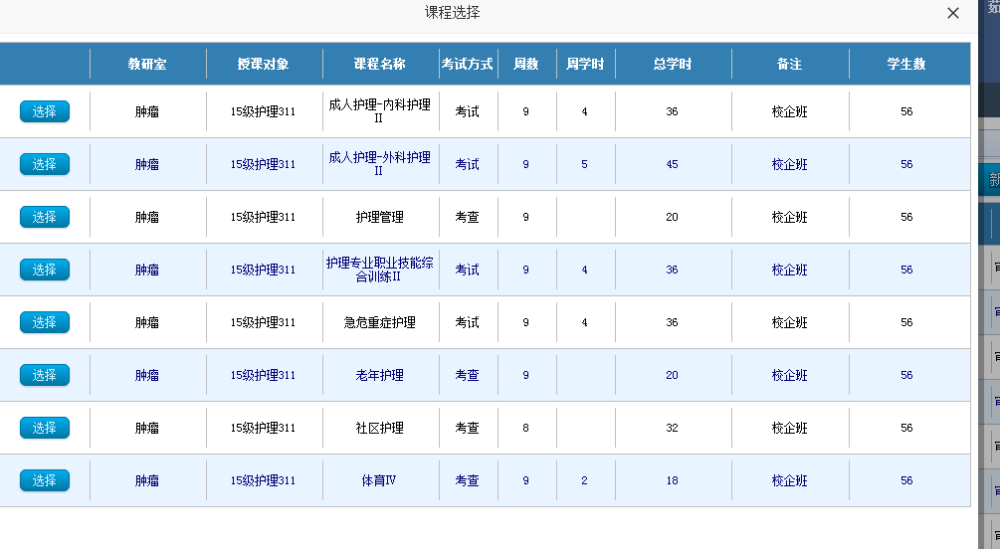 课程选择
教研室 授课对象 课程名称 考试方式 周数 周学时 总学时 备注 学生数
选择 肿瘤 15级护理311 成人护理-内科护理 考试 9 4 36 校企班 56
II
选择 肿瘤 15级护理311 成人护理-外科护理 考试 9 5 45 校企班 56
II
选择 肿瘤 15级护理311 护理管理 考查 9 20 校企班 56
选择 肿瘤 15级护理311 护理专业职业技能综 考试 9 4 36 校企班 56
合训练II
选择 肿瘤 15级护理311 急危重症护理 考试 9 4 36 校企班 56
选择 肿瘤 15级护理311 老年护理 考查 9 20 校企班 56
选择 肿瘤 15级护理311 社区护理 考查 8 32 校企班 56
选择 肿瘤 15级护理311 体育IV 考查 9 2 18 校企班 56